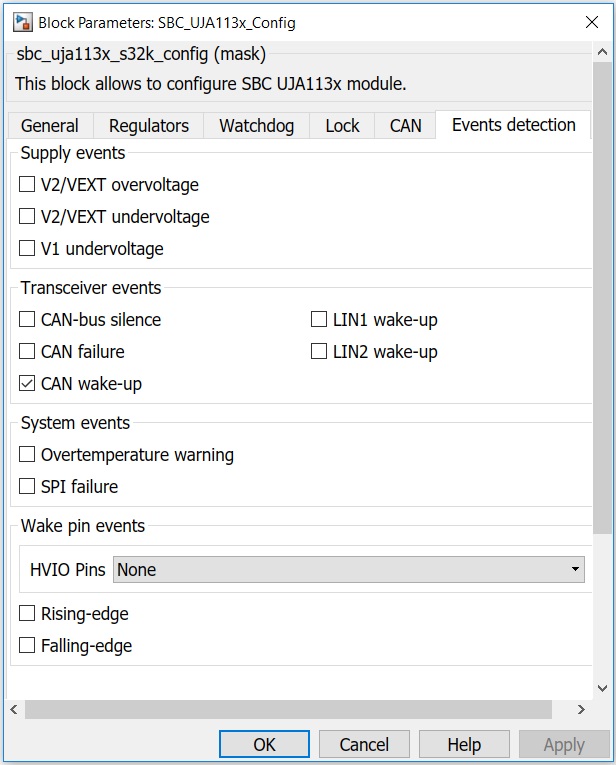 Block Parameters: SBC_UJA113x_Config
sbc_uja113x_s32k_config (mask)
This block allows to configure SBC UJA113x module.
General Regulators Watchdog Lock CAN Events detection
Supply events
V2/VEXT overvoltage
V2/VEXT undervoltage
V1 undervoltage
Transceiver events
CAN-bus silence LIN1 wake-up
CAN failure LIN2 wake-up
CAN wake-up
System events
Overtemperature warning
SPI failure
Wake pin events
HVIO Pins None
Rising-edge
Falling-edge
OK Cancel Help Apply